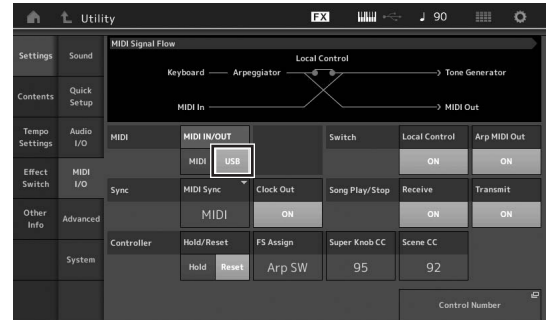 Utility FX 90
MIDI Signal Flow
Local Control
Keyboard Arpeggiator Tone Generator
MIDI In MIDI Out
Settings Sound
Contents Quick Setup
Tempo Settings Audio I/O
Effect Switch MIDI I/O
Other Info Advanced
System
MIDI MIDI IN/OUT Switch Local Control Arp MIDI Out
MIDI USB ON ON
Sync MIDI Sync Clock Out Song Play/Stop Receive Transmit
MIDI ON ON ON
Controller Hold/Reset FS Assign Super Knob CC Scene CC
Hold Reset Arp SW 95 92
Control Number